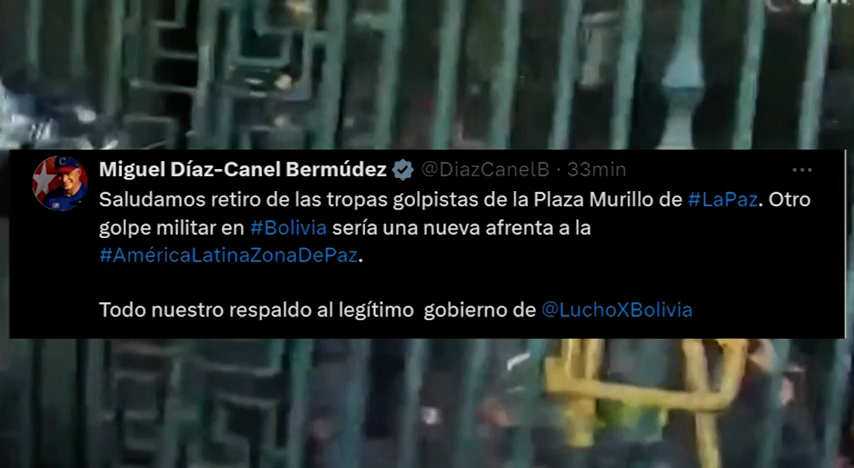 Miguel Díaz-Canel Bermúdez @DiazCanelB · 33min
Saludamos retiro de las tropas golpistas de la Plaza Murillo de #LaPaz. Otro
golpe militar en #Bolivia sería una nueva afrenta a la
#AméricaLatinaZonaDePaz.
Todo nuestro respaldo al legítimo gobierno de @LuchoXBolivia